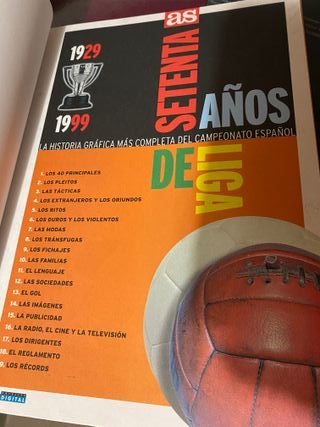 as
1929
1999
SETENTA
AÑOS
DE
LIGA
LA HISTORIA GRÁFICA MÁS COMPLETA DEL CAMPEONATO ESPAÑOL
1. LOS 40 PRINCIPALES
2. LOS PLEITOS
3. LAS TÁCTICAS
4. LOS EXTRANJEROS Y LOS ORIUNDOS
5. LOS RITOS
6. LOS DUROS Y LOS VIOLENTOS
7. LAS MODAS
8. LOS TRÁNSFUGAS
9. LOS FICHAJES
10. LAS FAMILIAS
11. EL LENGUAJE
12. LAS SOCIEDADES
13. EL GOL
14. LAS IMÁGENES
15. LA PUBLICIDAD
16. LA RADIO, EL CINE Y LA TELEVISIÓN
17. LOS DIRIGENTES
18. EL REGLAMENTO
9. LOS RÉCORDS
DIGITAL